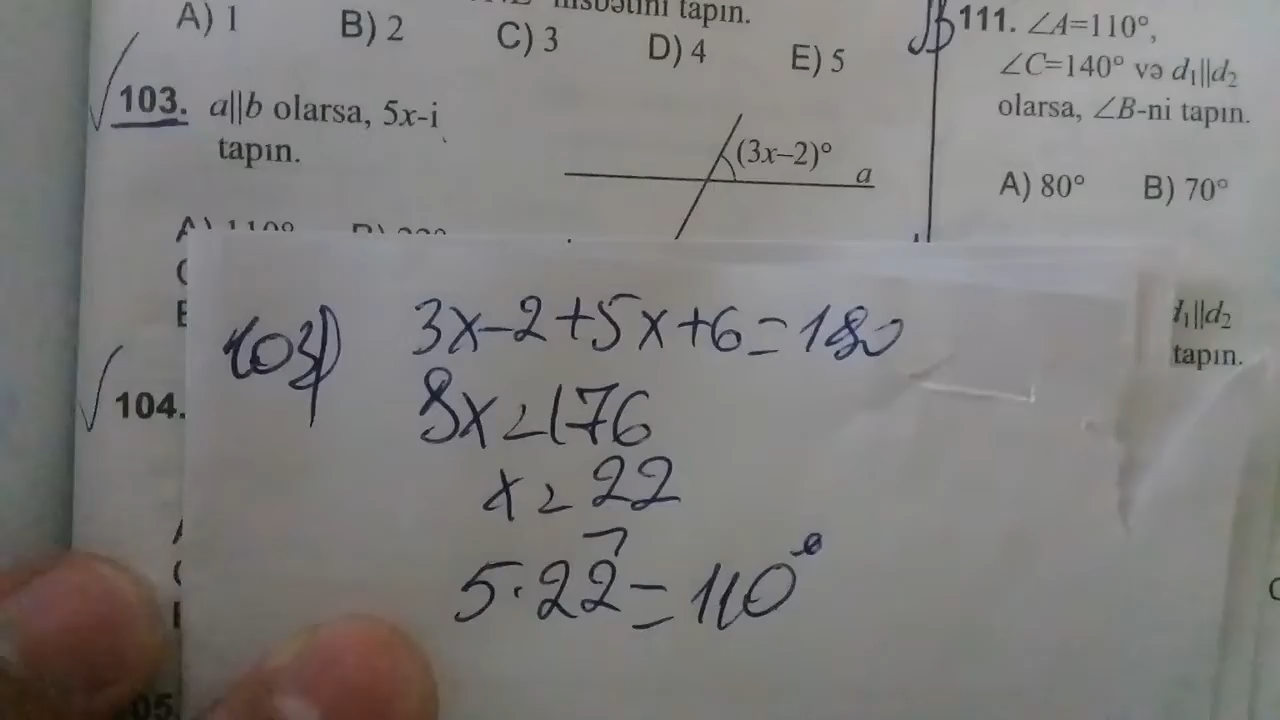 nisbətini tapın.
A) 1 B) 2 C) 3 D) 4 E) 5
103. a||b olarsa, 5x-i
tapın.
(3x–2)°
a
104.
111. ∠A=110°,
∠C=140° və d₁||d₂
olarsa, ∠B-ni tapın.
A) 80° B) 70°
d₁||d₂
tapın.
103) 3x-2+5x+6=180
8x=176
x=22
5·22=110°